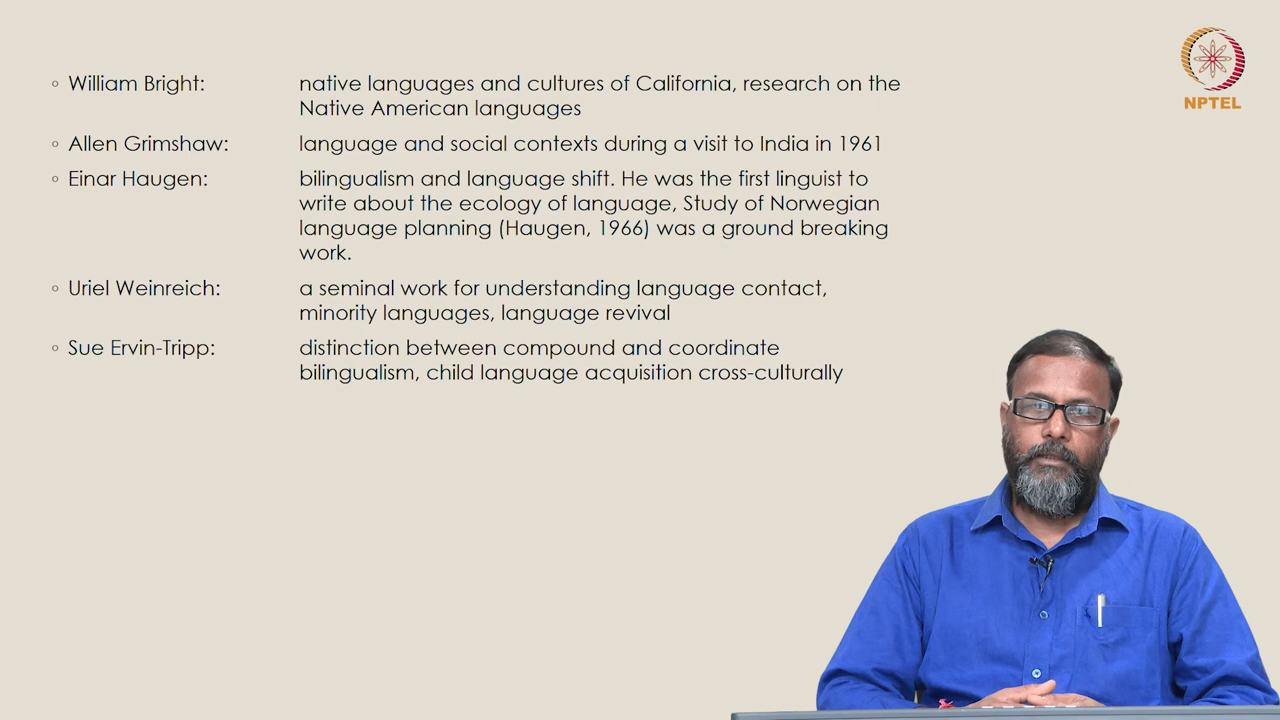 ◦ William Bright: native languages and cultures of California, research on the
Native American languages
◦ Allen Grimshaw: language and social contexts during a visit to India in 1961
◦ Einar Haugen: bilingualism and language shift. He was the first linguist to
write about the ecology of language, Study of Norwegian
language planning (Haugen, 1966) was a ground breaking
work.
◦ Uriel Weinreich: a seminal work for understanding language contact,
minority languages, language revival
◦ Sue Ervin-Tripp: distinction between compound and coordinate
bilingualism, child language acquisition cross-culturally
NPTEL